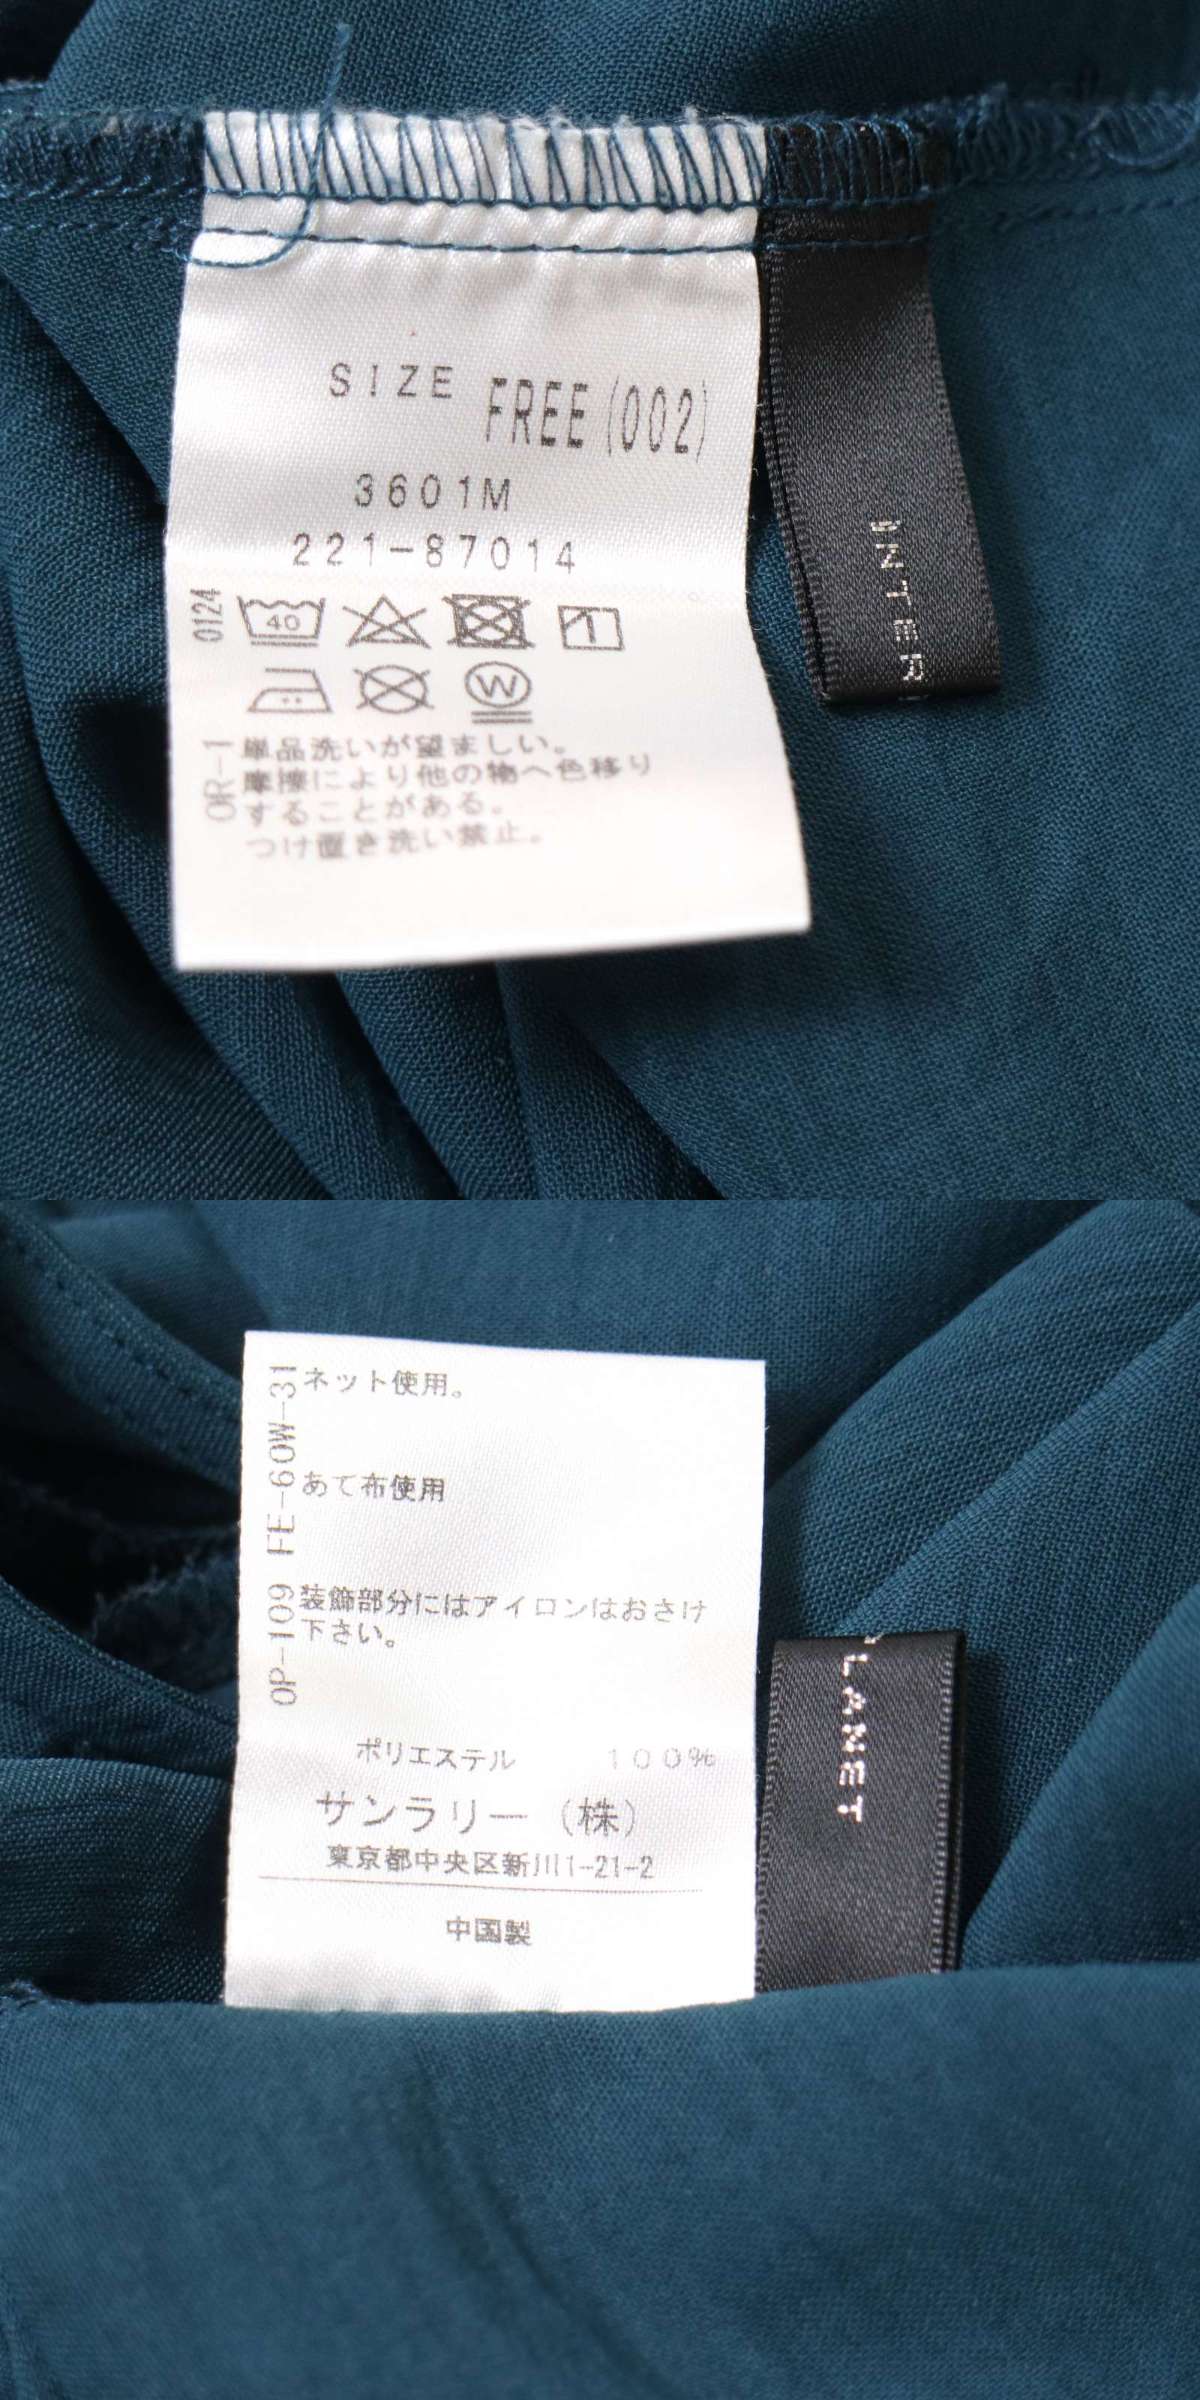 SIZE FREE(002)
3601M
221-87014
0124
40
W
OR-1
単品洗いが望ましい。
摩擦により他の物へ色移り
することがある。
つけ置き洗い禁止。
INTER
OP-109 FE-60W-31
ネット使用。
あて布使用
装飾部分にはアイロンはおさけ
下さい。
ポリエステル 100%
サンラリー(株)
東京都中央区新川1-21-2
中国製
LANET